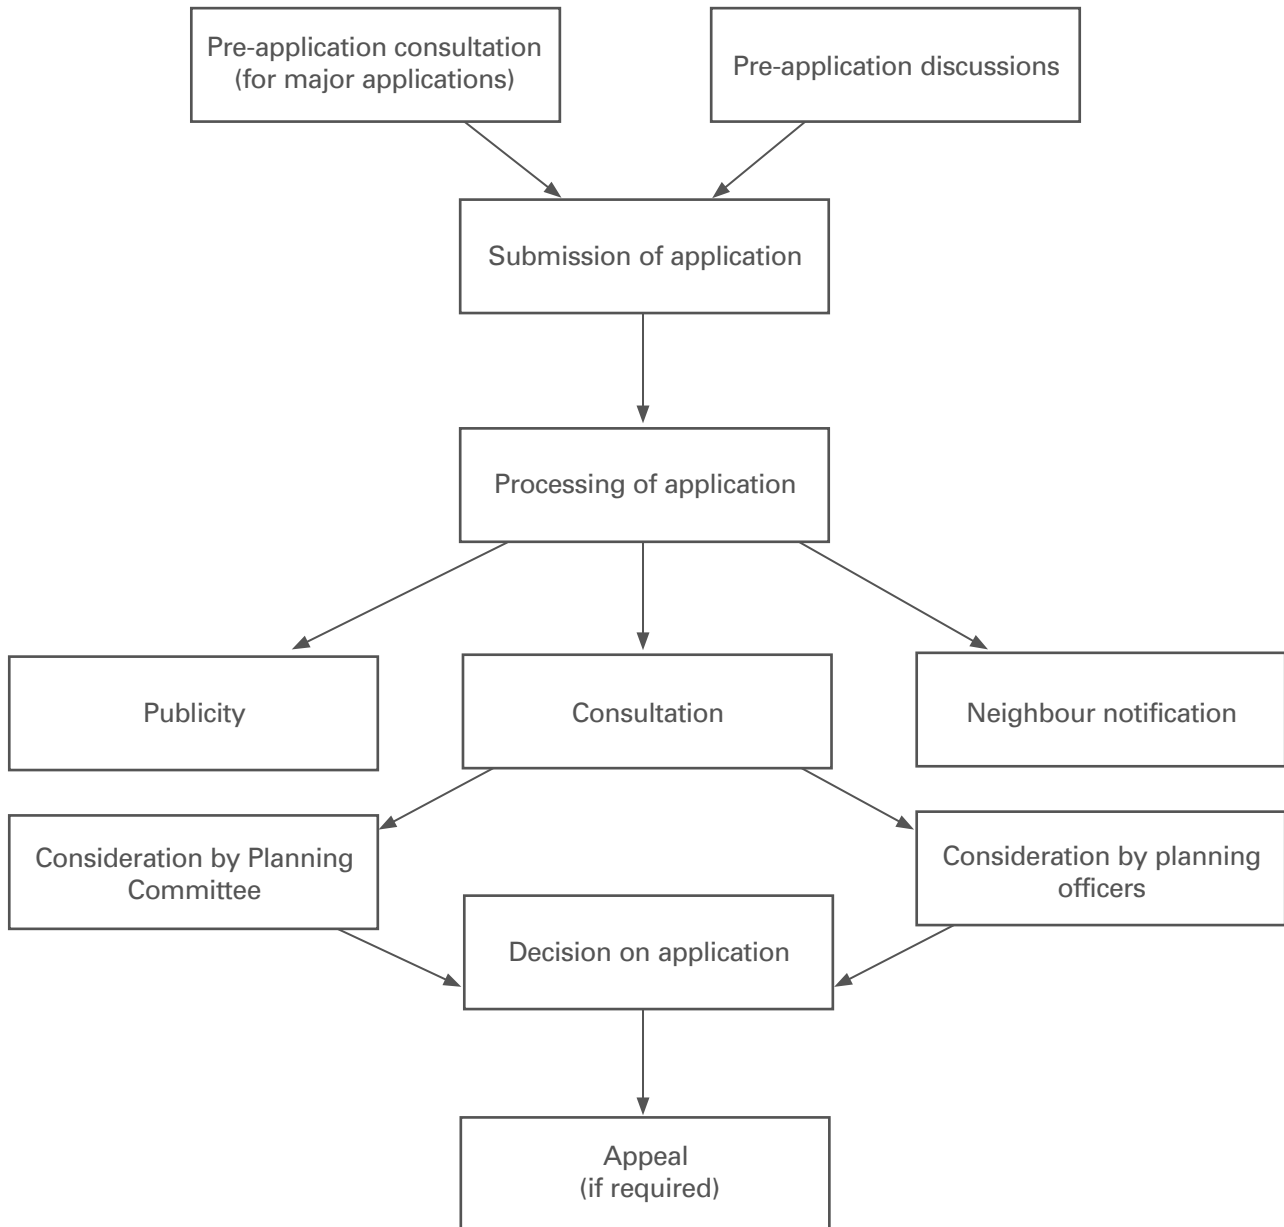 Pre-application consultation
(for major applications)
Pre-application discussions
Submission of application
Processing of application
Publicity
Consultation
Neighbour notification
Consideration by Planning
Committee
Consideration by planning
officers
Decision on application
Appeal
(if required)